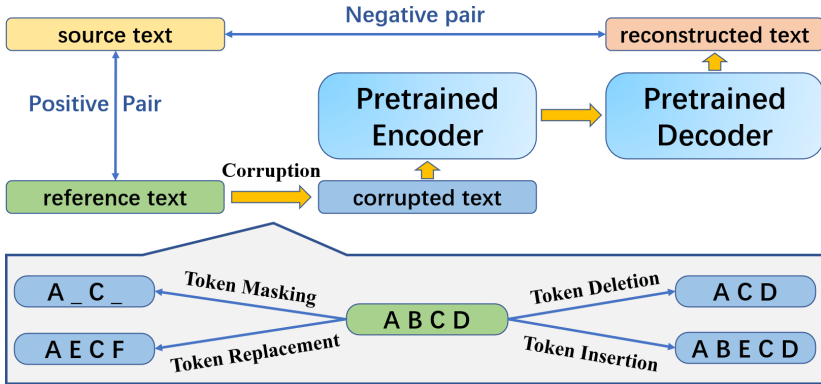 Negative pair
source text
reconstructed text
Positive Pair
Pretrained
Encoder
Pretrained
Decoder
Corruption
reference text
corrupted text
A _ C _
Token Masking
Token Deletion
A C D
A B C D
A E C F
Token Replacement
Token Insertion
A B E C D